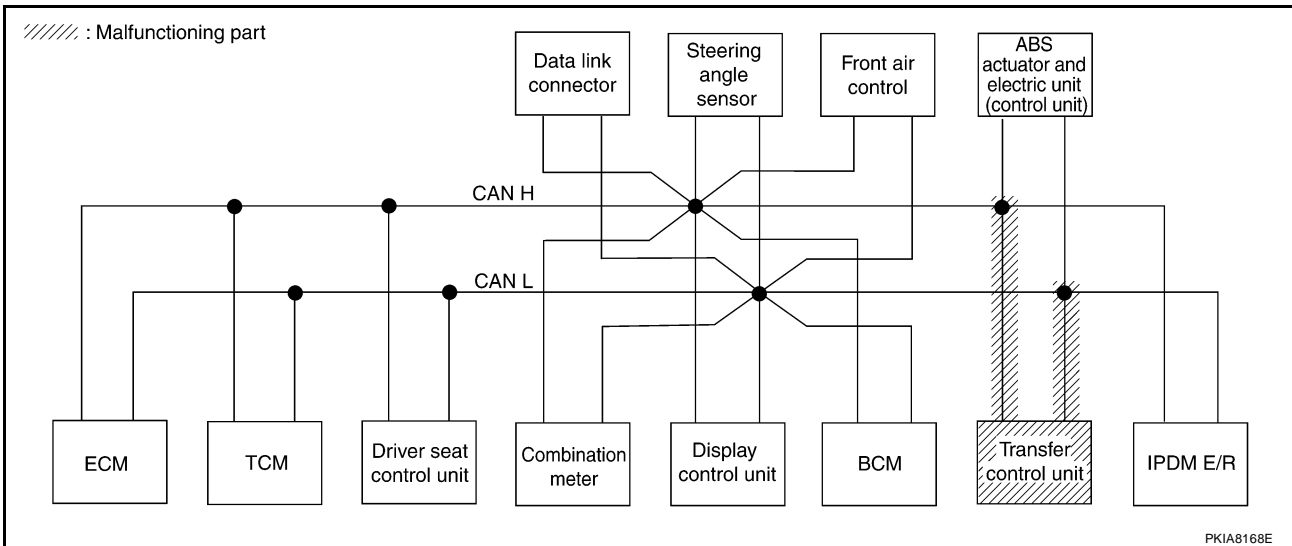 : Malfunctioning part
Data link
connector
Steering
angle
sensor
Front air
control
ABS
actuator and
electric unit
(control unit)
CAN H
CAN L
ECM
TCM
Driver seat
control unit
Combination
meter
Display
control unit
BCM
Transfer
control unit
IPDM E/R
PKIA8168E